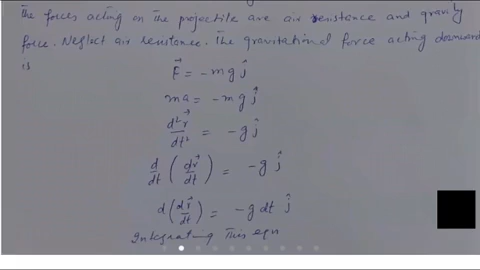 The forces acting on the projectile are air resistance and gravity
force. Neglect air resistance. The gravitational force acting downward
is
F⃗ = -mg ĵ
ma = -mg ĵ
d²r⃗/dt² = -g ĵ
d/dt (dr⃗/dt) = -g ĵ
d(dr⃗/dt) = -g dt ĵ
Integrating This eqn